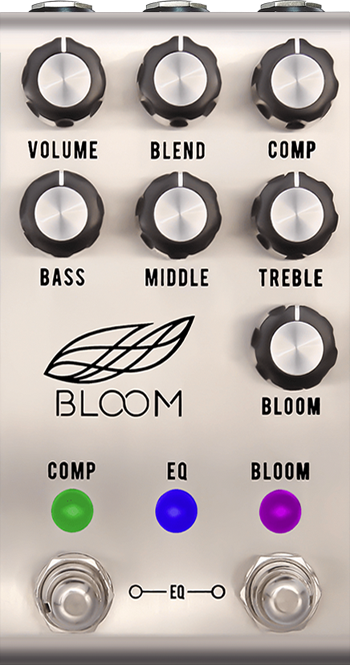 VOLUME BLEND COMP
BASS MIDDLE TREBLE
BLOOM
BLOOM
COMP EQ BLOOM
EQ